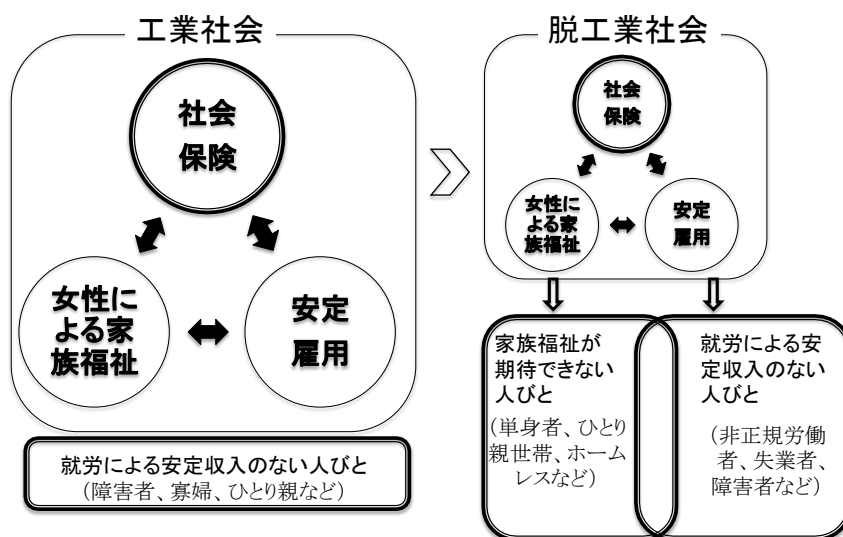 工業社会
社会
保険
女性に
よる家
族福祉
安定
雇用
就労による安定収入のない人びと
（障害者、寡婦、ひとり親など）
脱工業社会
社会
保険
女性に
よる家
族福祉
安定
雇用
家族福祉が
期待できない
人びと
（単身者、ひとり
親世帯、ホーム
レスなど）
就労による安
定収入のない
人びと
（非正規労働
者、失業者、
障害者など）